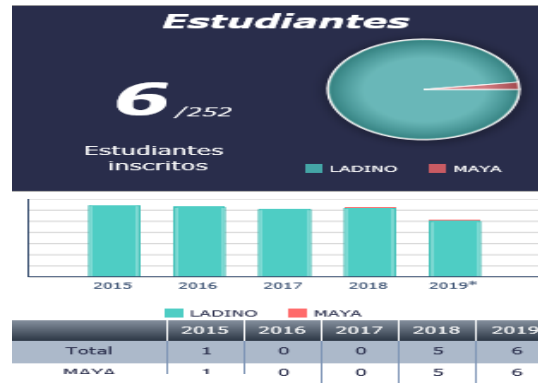 Estudiantes
6 /252
Estudiantes
inscritos
LADINO MAYA
2015 2016 2017 2018 2019*
LADINO MAYA
2015 2016 2017 2018 2019
Total 1 0 0 5 6
MAYA 1 0 0 5 6